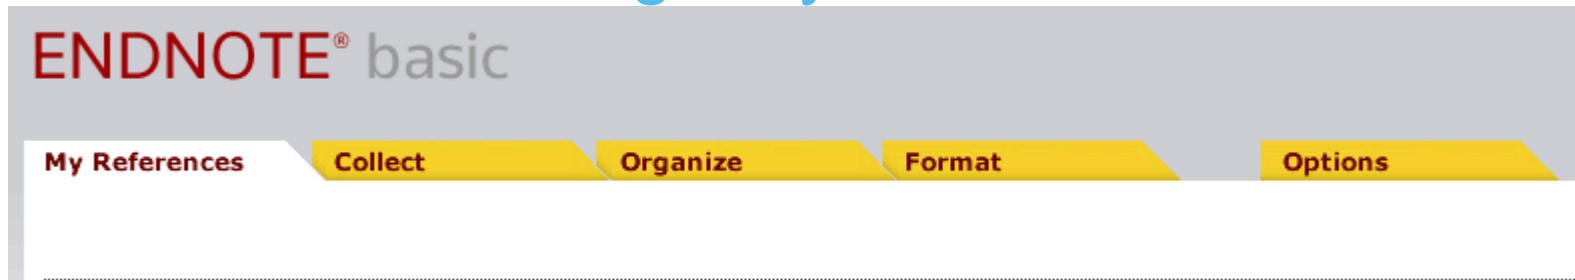 ENDNOTE® basic
My References Collect Organize Format Options